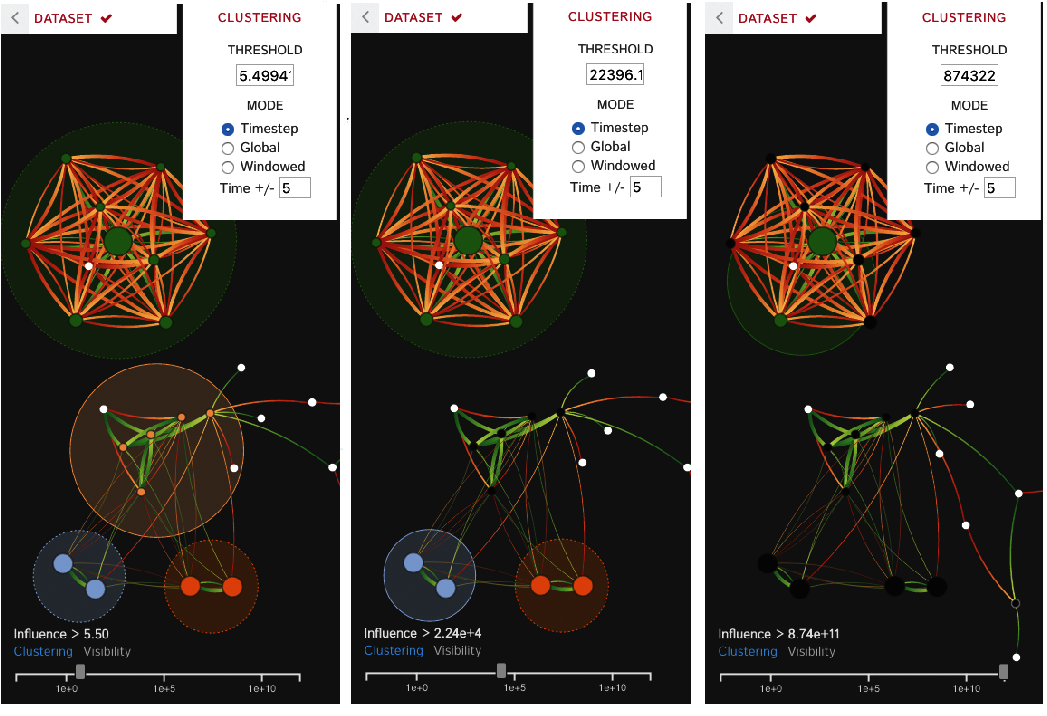 DATASET
CLUSTERING
THRESHOLD
5.4994
MODE
Timestep
Global
Windowed
Time +/- 5
Influence > 5.50
Clustering Visibility
1e+0 1e+5 1e+10
DATASET
CLUSTERING
THRESHOLD
22396.1
MODE
Timestep
Global
Windowed
Time +/- 5
Influence > 2.24e+4
Clustering Visibility
1e+0 1e+5 1e+10
DATASET
CLUSTERING
THRESHOLD
874322
MODE
Timestep
Global
Windowed
Time +/- 5
Influence > 8.74e+11
Clustering Visibility
1e+0 1e+5 1e+10